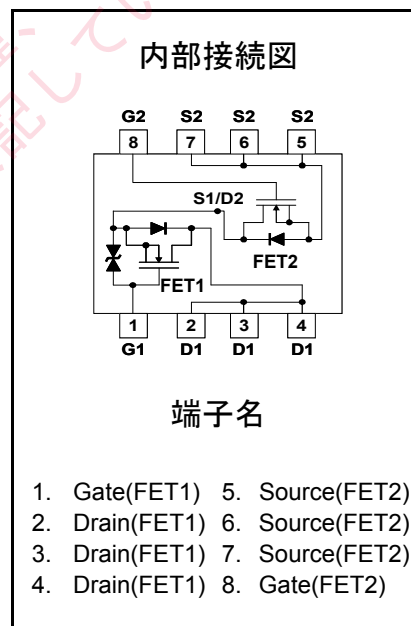 内部接続図
G2 S2 S2 S2
8 7 6 5
S1/D2
FET2
FET1
1 2 3 4
G1 D1 D1 D1
端子名
1. Gate(FET1) 5. Source(FET2)
2. Drain(FET1) 6. Source(FET2)
3. Drain(FET1) 7. Source(FET2)
4. Drain(FET1) 8. Gate(FET2)